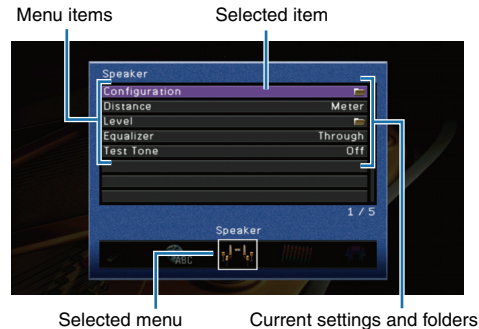 Menu items Selected item
Speaker
Configuration
Distance Meter
Level
Equalizer Through
Test Tone Off
1 / 5
Speaker
ABC
Selected menu Current settings and folders